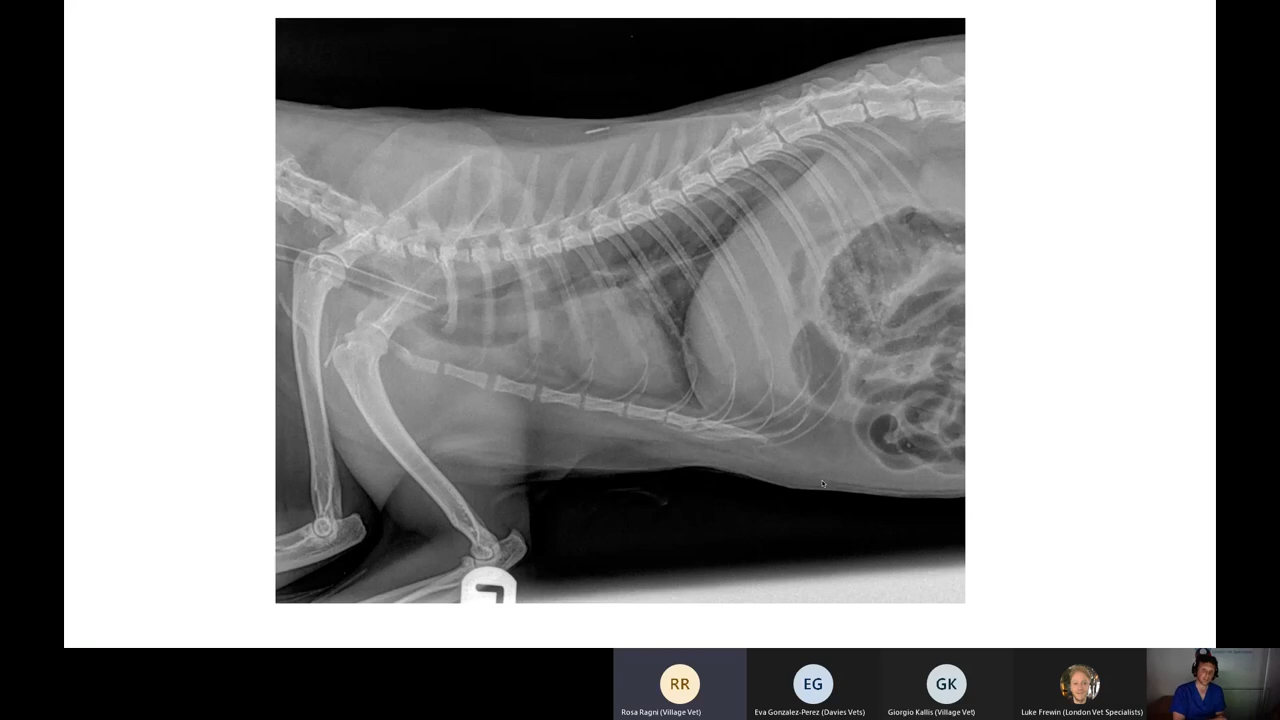 L
RR
EG
GK
Rosa Ragni (Village Vet)
Eva Gonzalez-Perez (Davies Vets)
Giorgio Kallis (Village Vet)
Luke Frewin (London Vet Specialists)